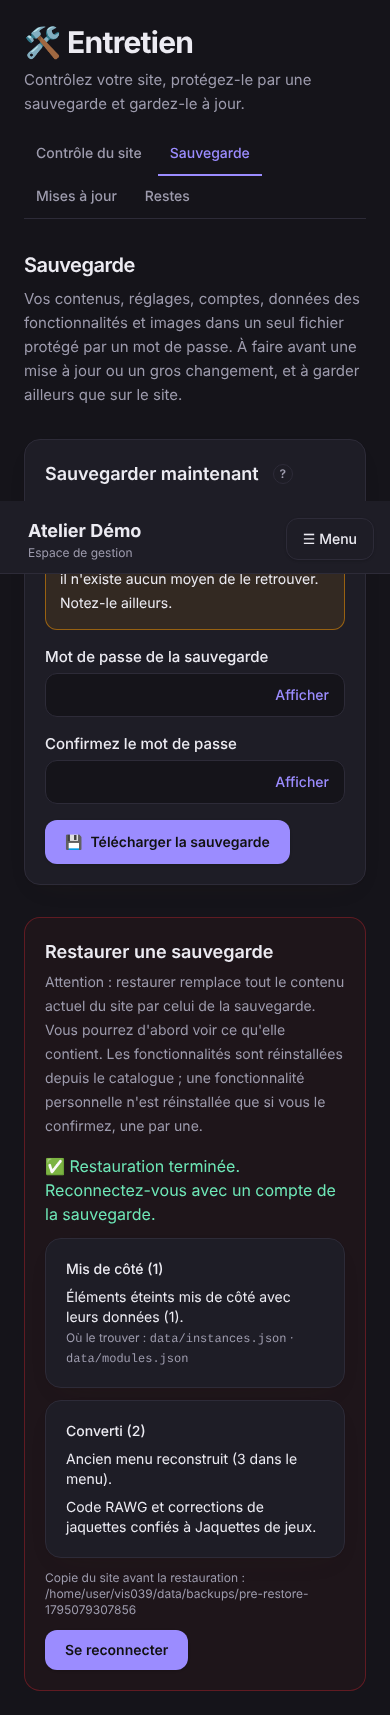 🛠️ Entretien
Contrôlez votre site, protégez-le par une
sauvegarde et gardez-le à jour.
Contrôle du site Sauvegarde
Mises à jour Restes
Sauvegarde
Vos contenus, réglages, comptes, données des
fonctionnalités et images dans un seul fichier
protégé par un mot de passe. À faire avant une
mise à jour ou un gros changement, et à garder
ailleurs que sur le site.
Sauvegarder maintenant ?
Atelier Démo
Espace de gestion
☰ Menu
il n'existe aucun moyen de le retrouver.
Notez-le ailleurs.
Mot de passe de la sauvegarde
Afficher
Confirmez le mot de passe
Afficher
💾 Télécharger la sauvegarde
Restaurer une sauvegarde
Attention : restaurer remplace tout le contenu
actuel du site par celui de la sauvegarde.
Vous pourrez d'abord voir ce qu'elle
contient. Les fonctionnalités sont réinstallées
depuis le catalogue ; une fonctionnalité
personnelle n'est réinstallée que si vous le
confirmez, une par une.
✅ Restauration terminée.
Reconnectez-vous avec un compte de
la sauvegarde.
Mis de côté (1)
Éléments éteints mis de côté avec
leurs données (1).
Où le trouver : data/instances.json ·
data/modules.json
Converti (2)
Ancien menu reconstruit (3 dans le
menu).
Code RAWG et corrections de
jaquettes confiés à Jaquettes de jeux.
Copie du site avant la restauration :
/home/user/vis039/data/backups/pre-restore-
1795079307856
Se reconnecter